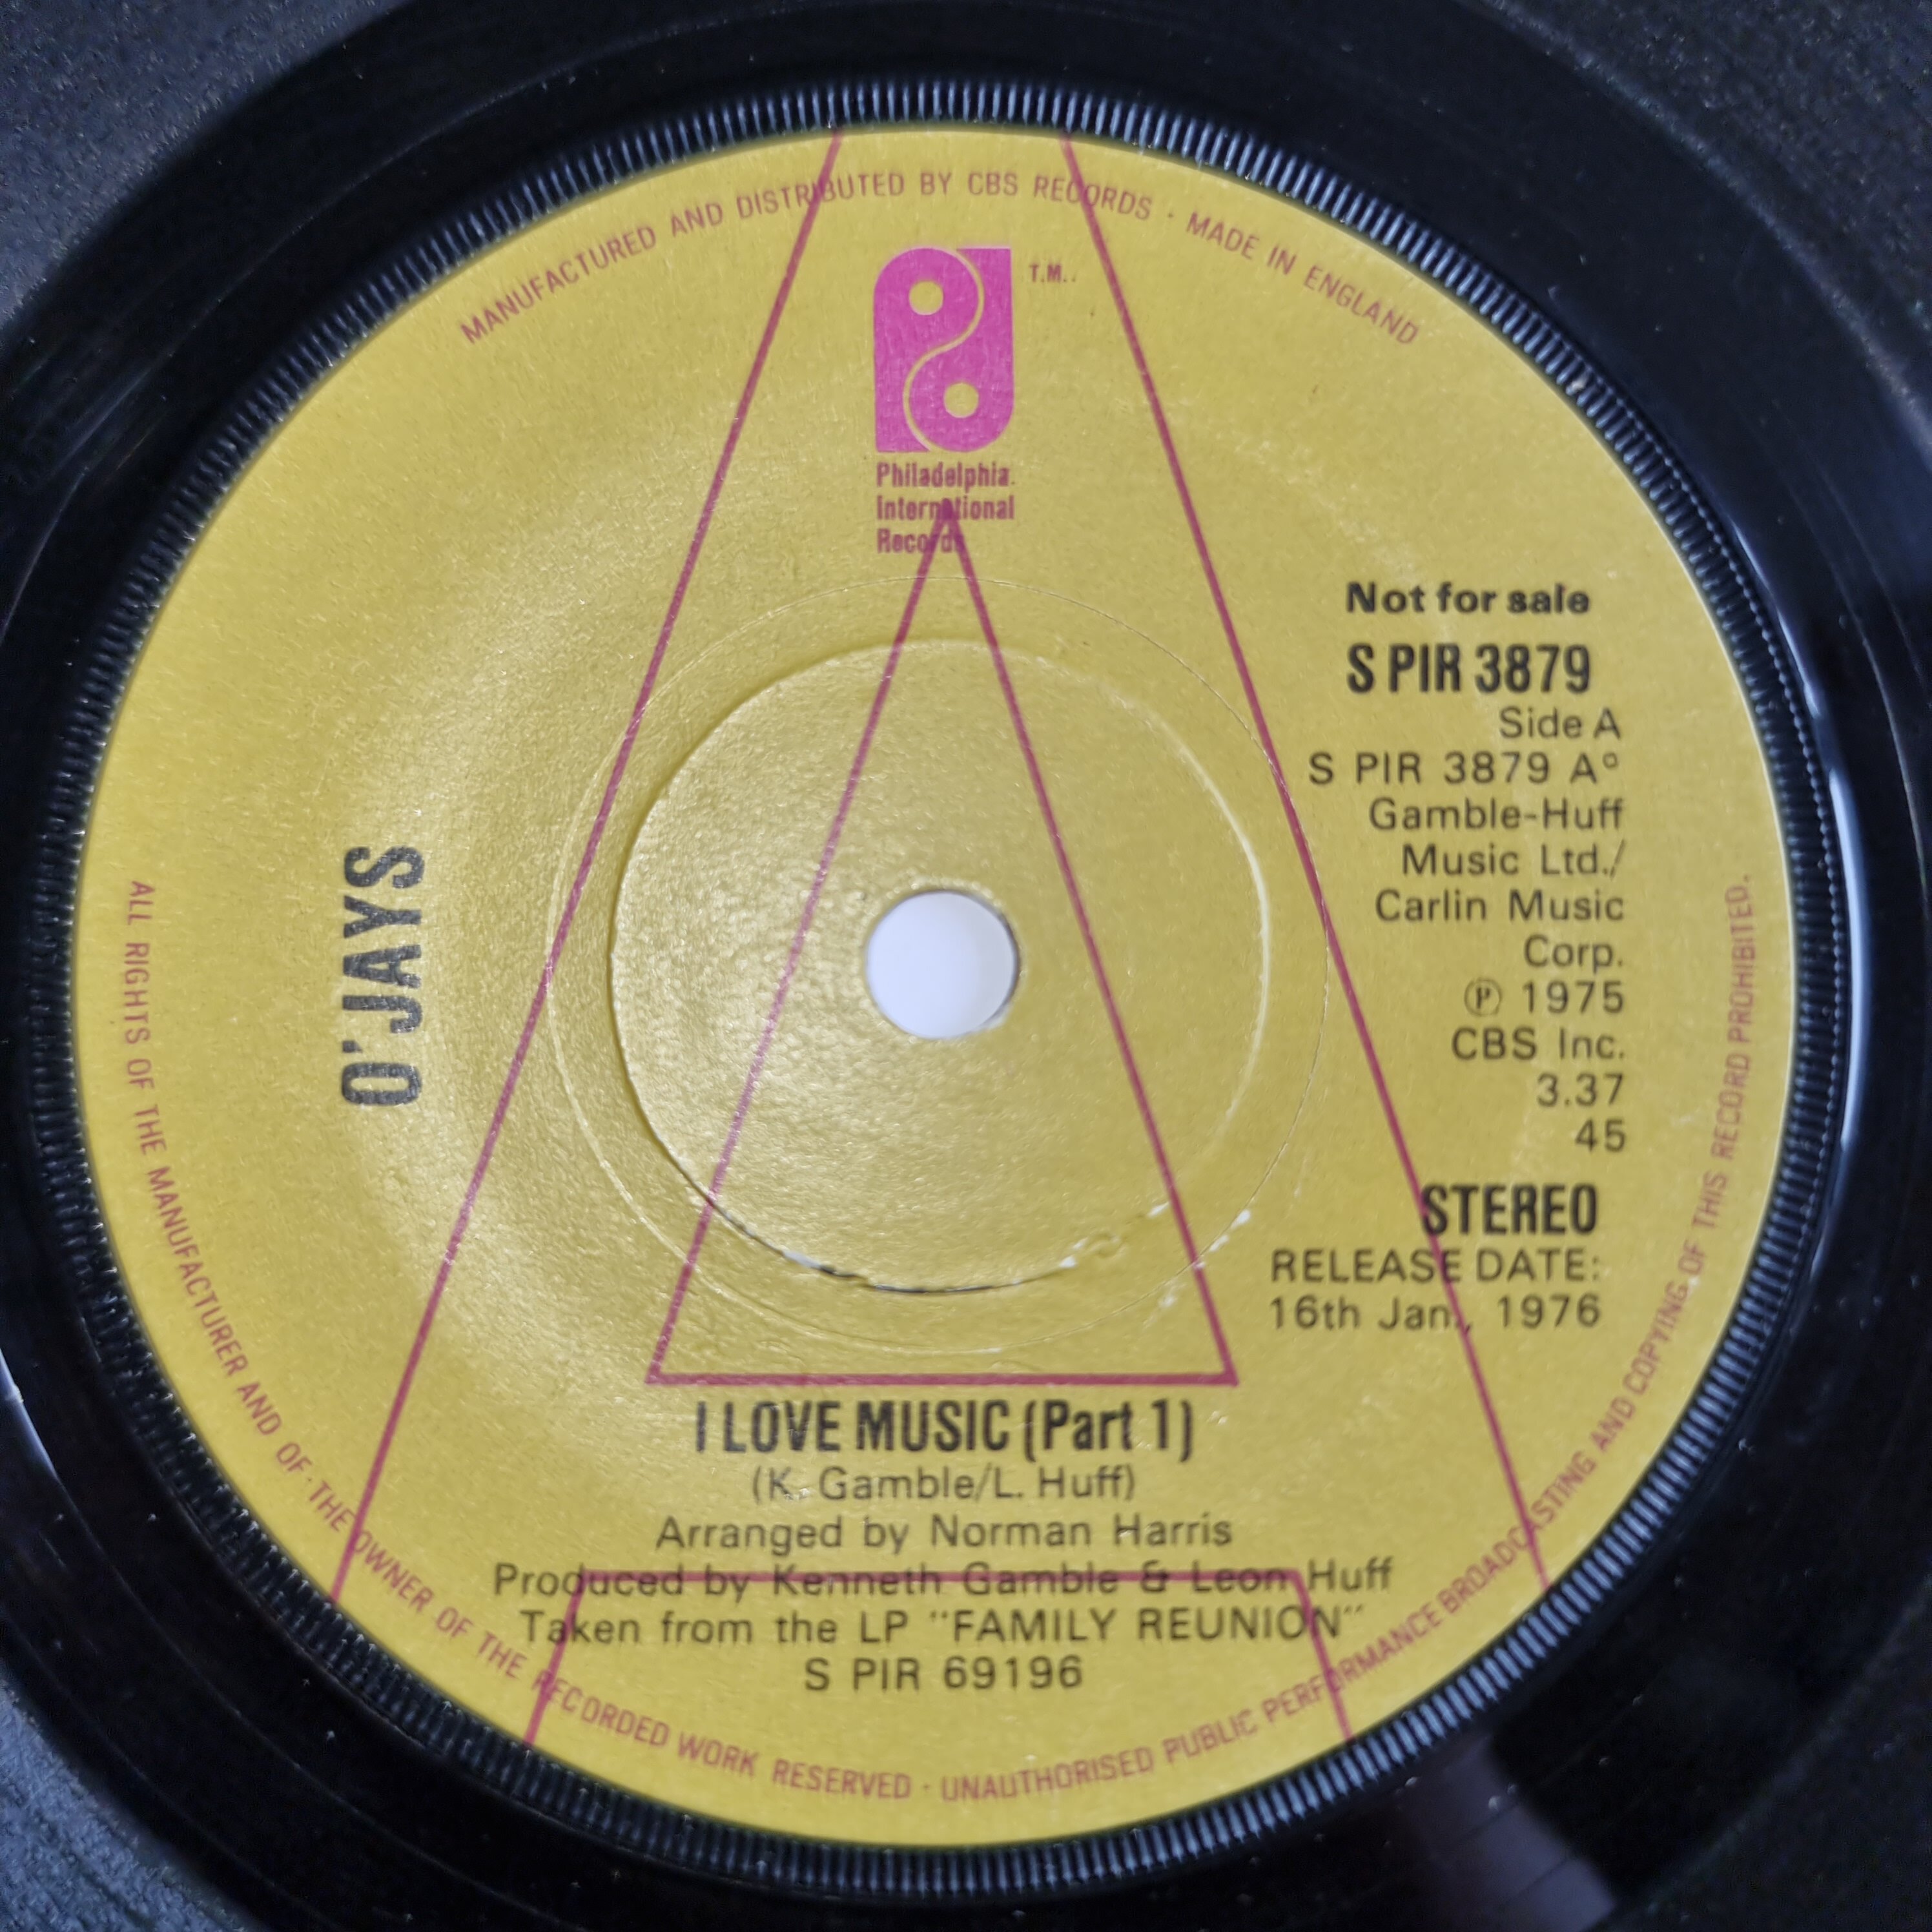 MANUFACTURED AND DISTRIBUTED BY CBS RECORDS · MADE IN ENGLAND
T.M..
Philadelphia
International
Records
Not for sale
S PIR 3879
Side A
S PIR 3879 A°
Gamble-Huff
Music Ltd./
Carlin Music
Corp.
℗ 1975
CBS Inc.
3.37
45
STEREO
RELEASE DATE:
16th Jan., 1976
O'JAYS
I LOVE MUSIC (Part 1)
(K. Gamble/L. Huff)
Arranged by Norman Harris
Produced by Kenneth Gamble & Leon Huff
Taken from the LP "FAMILY REUNION"
S PIR 69196
ALL RIGHTS OF THE MANUFACTURER AND OF·THE OWNER OF THE RECORDED WORK RESERVED · UNAUTHORISED PUBLIC PERFORMANCE BROADCASTING AND COPYING OF THIS RECORD PROHIBITED.